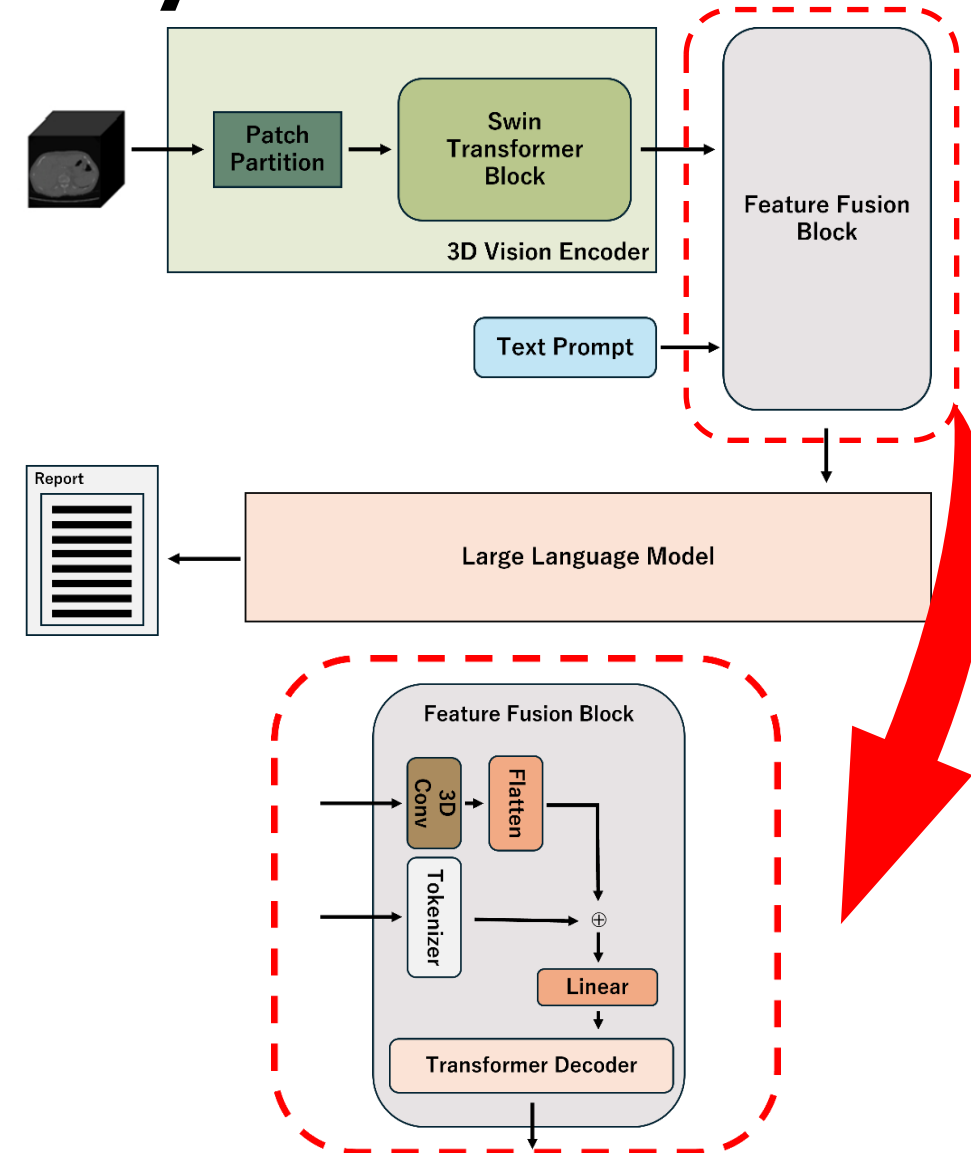 Patch
Partition
Swin
Transformer
Block
3D Vision Encoder
Feature Fusion
Block
Text Prompt
Report
Large Language Model
Feature Fusion Block
3D
Conv
Flatten
Tokenizer
⊕
Linear
Transformer Decoder